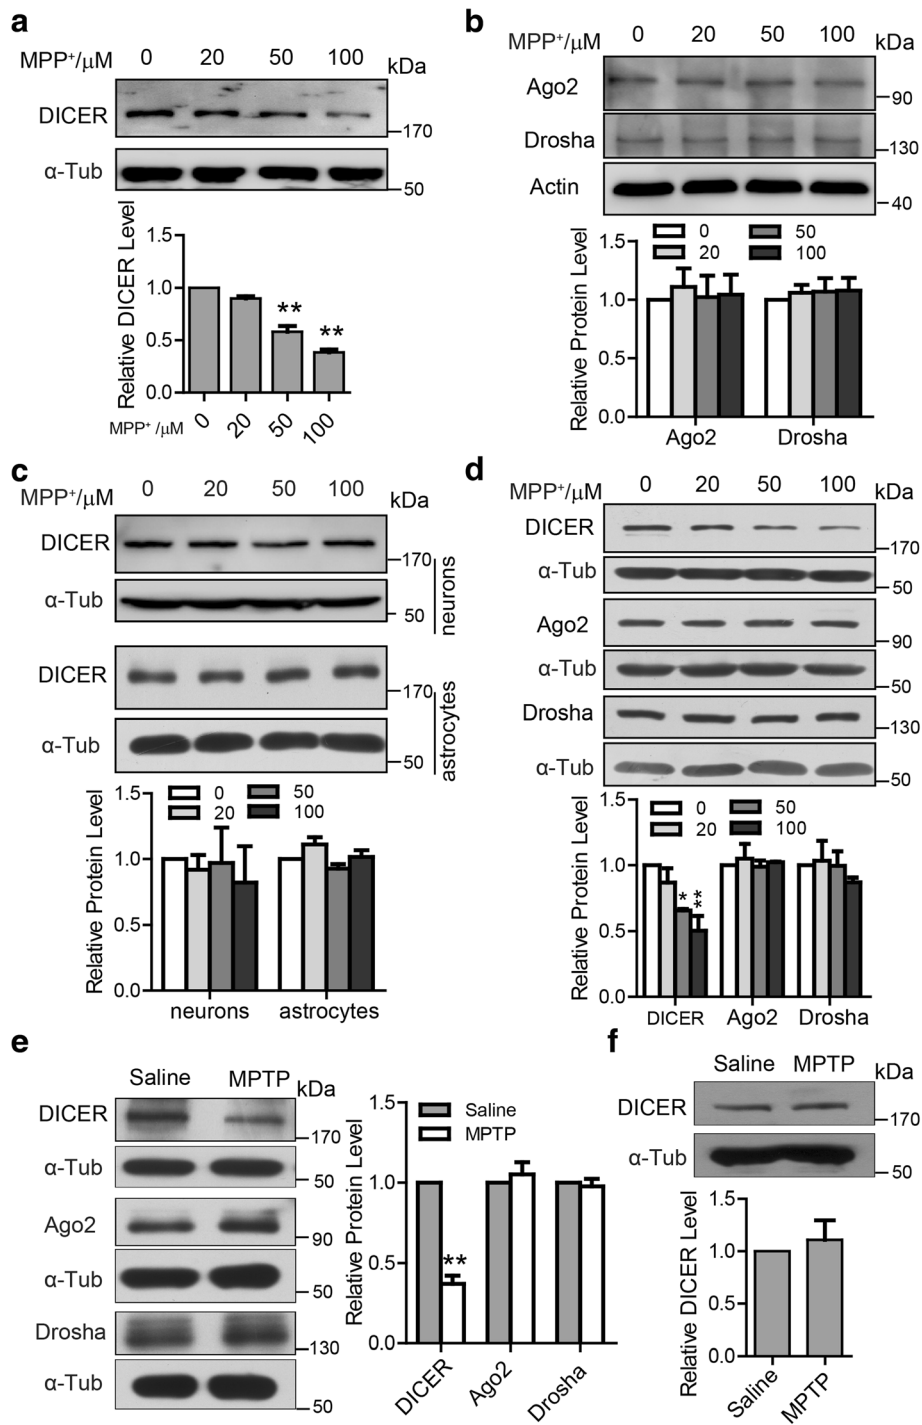 a
MPP+/μM 0 20 50 100 kDa
DICER
170
α-Tub
50
Relative DICER Level
1.5
1.0
0.5
0.0
** **
MPP+ /μM 0 20 50 100
b
MPP+/μM 0 20 50 100 kDa
Ago2
90
Drosha
130
Actin
40
Relative Protein Level
0 50
20 100
1.5
1.0
0.5
0.0
Ago2 Drosha
c
MPP+/μM 0 20 50 100 kDa
DICER
170
α-Tub
50
neurons
DICER
170
α-Tub
50
astrocytes
Relative Protein Level
0 50
20 100
1.5
1.0
0.5
0.0
neurons astrocytes
d
MPP+/μM 0 20 50 100 kDa
DICER
170
α-Tub
50
Ago2
90
α-Tub
50
Drosha
130
α-Tub
50
Relative Protein Level
0 50
20 100
1.5
1.0
0.5
0.0
* **
DICER Ago2 Drosha
e
Saline MPTP kDa
DICER
170
α-Tub
50
Ago2
90
α-Tub
50
Drosha
130
α-Tub
50
Relative Protein Level
Saline
MPTP
1.5
1.0
0.5
0.0
**
DICER Ago2 Drosha
f
Saline MPTP kDa
DICER
170
α-Tub
50
Relative DICER Level
1.5
1.0
0.5
0.0
Saline MPTP